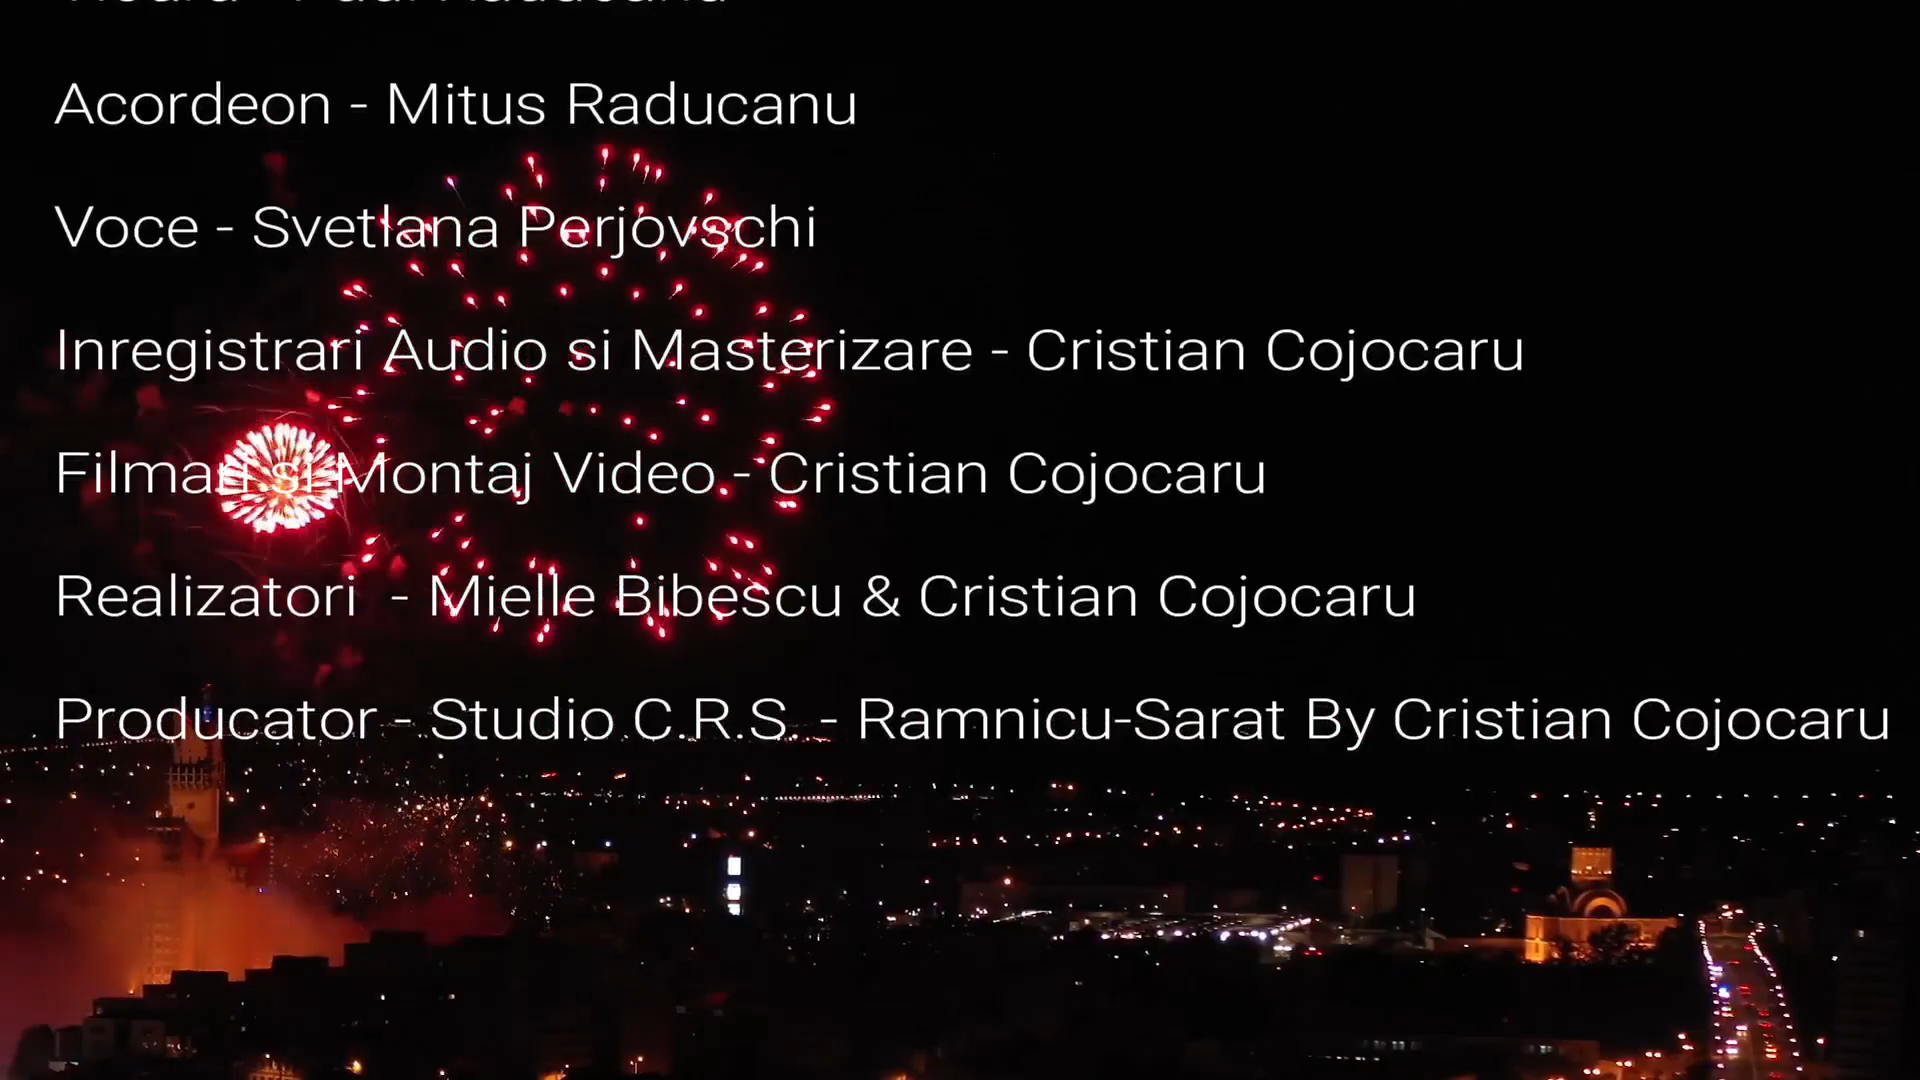 Acordeon - Mitus Raducanu
Voce - Svetlana Perjovschi
Inregistrari Audio si Masterizare - Cristian Cojocaru
Filmari si Montaj Video - Cristian Cojocaru
Realizatori - Mielle Bibescu & Cristian Cojocaru
Producator - Studio C.R.S. - Ramnicu-Sarat By Cristian Cojocaru